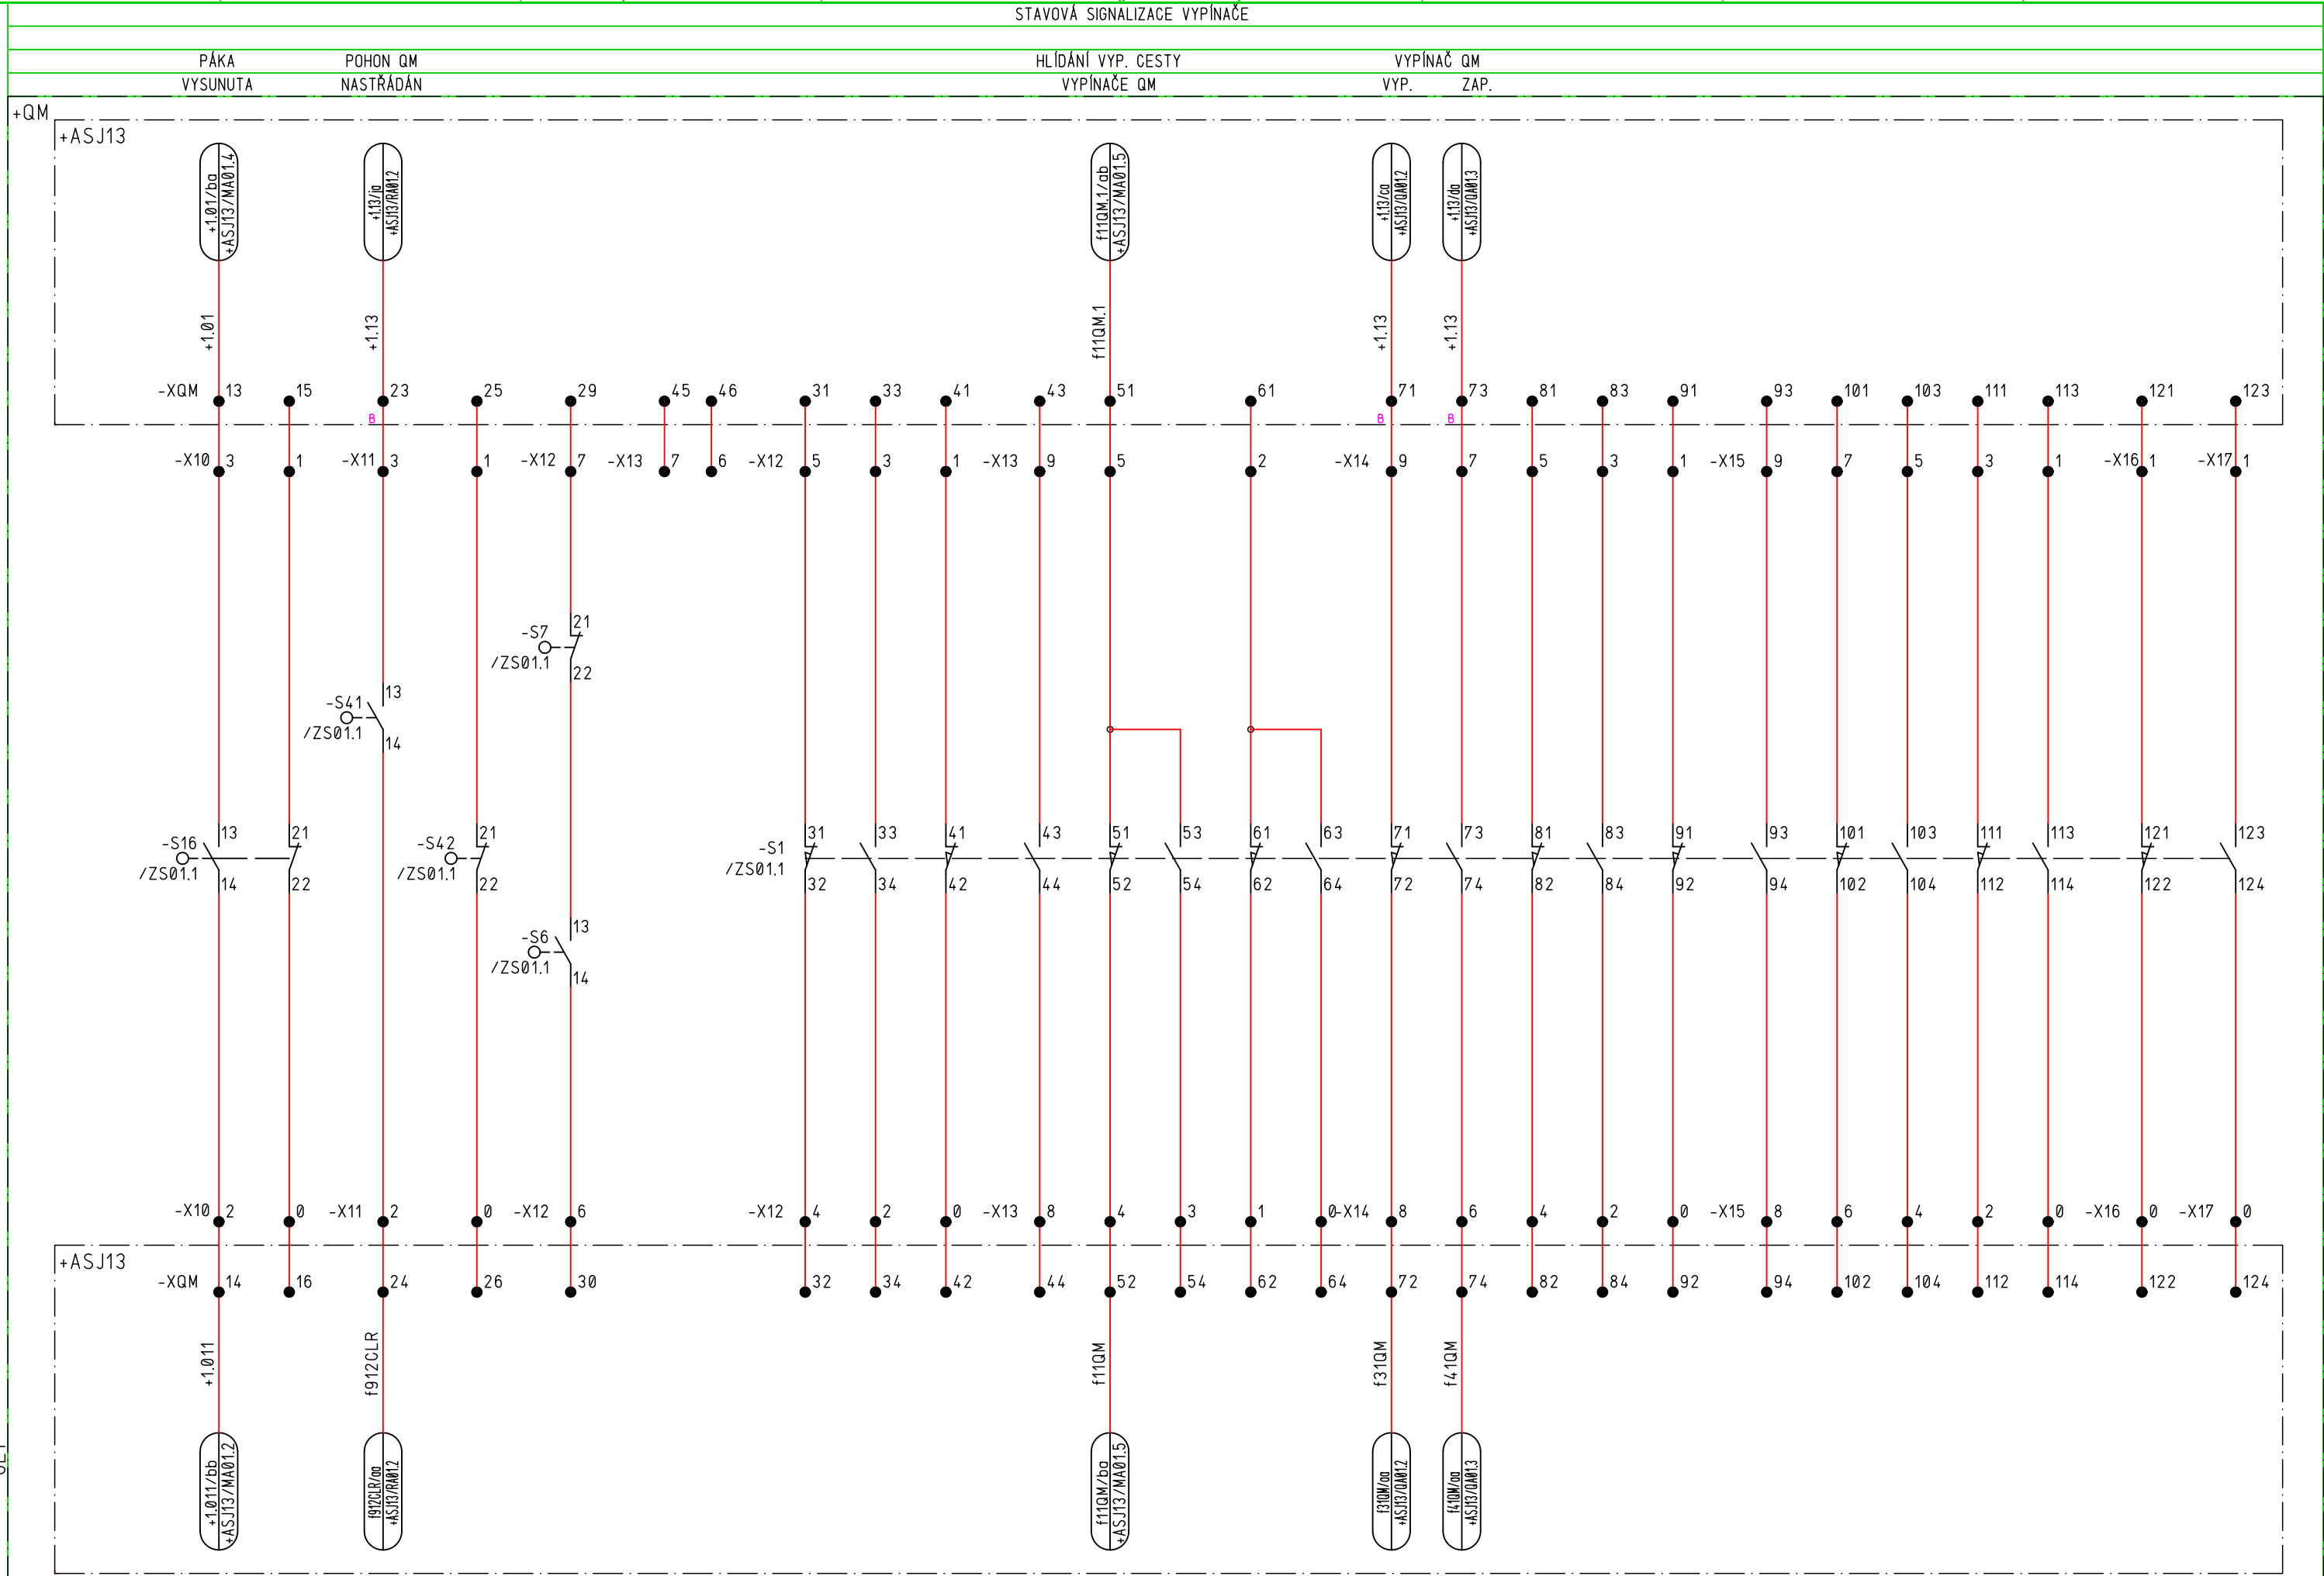 STAVOVÁ SIGNALIZACE VYPÍNAČE
PÁKA POHON QM HLÍDÁNÍ VYP. CESTY VYPÍNAČ QM
VYSUNUTA NASTŘÁDÁN VYPÍNAČE QM VYP. ZAP.
+QM
+ASJ13
+1.01/ba
+ASJ13/MA01.4
+1.13/ja
+ASJ13/RA01.2
f11QM.1/ab
+ASJ13/MA01.5
+1.13/ca
+ASJ13/QA01.2
+1.13/da
+ASJ13/QA01.3
+1.01 +1.13 f11QM.1 +1.13 +1.13
-XQM 13 15 23 25 29 45 46 31 33 41 43 51 61 71 73 81 83 91 93 101 103 111 113 121 123
B B B
-X10 3 1 -X11 3 1 -X12 7 -X13 7 6 -X12 5 3 1 -X13 9 5 2 -X14 9 7 5 3 1 -X15 9 7 5 3 1 -X16 1 -X17 1
21
-S7
/ZS01.1
22
13
-S41
/ZS01.1
14
13 21 21 31 33 41 43 51 53 61 63 71 73 81 83 91 93 101 103 111 113 121 123
-S16 -S42 -S1
/ZS01.1 /ZS01.1 /ZS01.1
14 22 22 32 34 42 44 52 54 62 64 72 74 82 84 92 94 102 104 112 114 122 124
13
-S6
/ZS01.1
14
-X10 2 0 -X11 2 0 -X12 6 -X12 4 2 0 -X13 8 4 3 1 0 -X14 8 6 4 2 0 -X15 8 6 4 2 0 -X16 0 -X17 0
+ASJ13
-XQM 14 16 24 26 30 32 34 42 44 52 54 62 64 72 74 82 84 92 94 102 104 112 114 122 124
+1.011 f912CLR f11QM f31QM f41QM
+1.011/bb
+ASJ13/MA01.2
f912CLR/aa
+ASJ13/RA01.2
f11QM/ba
+ASJ13/MA01.5
f31QM/aa
+ASJ13/QA01.2
f41QM/aa
+ASJ13/QA01.3